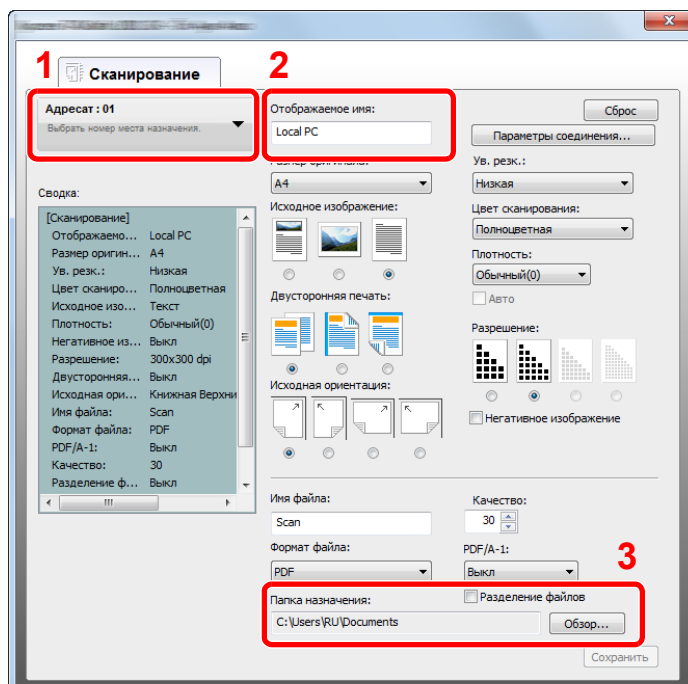 1
Сканирование
2
Адресат : 01
Выбрать номер места назначения.
Отображаемое имя:
Local PC
Сброс
Параметры соединения...
Размер оригинала:
A4
Ув. резк.:
Низкая
Сводка:
[Сканирование]
Отображаемо... Local PC
Размер оригин... A4
Ув. резк.: Низкая
Цвет сканиро... Полноцветная
Исходное изо... Текст
Плотность: Обычный(0)
Негативное из... Выкл
Разрешение: 300x300 dpi
Двусторонняя... Выкл
Исходная ори... Книжная Верхни
Имя файла: Scan
Формат файла: PDF
PDF/A-1: Выкл
Качество: 30
Разделение ф... Выкл
Исходное изображение:
Цвет сканирования:
Полноцветная
Плотность:
Обычный(0)
Авто
Двусторонняя печать:
Разрешение:
Исходная ориентация:
Негативное изображение
Имя файла:
Scan
Качество:
30
Формат файла:
PDF
PDF/A-1:
Выкл
3
Папка назначения:
Разделение файлов
C:\Users\RU\Documents
Обзор...
Сохранить